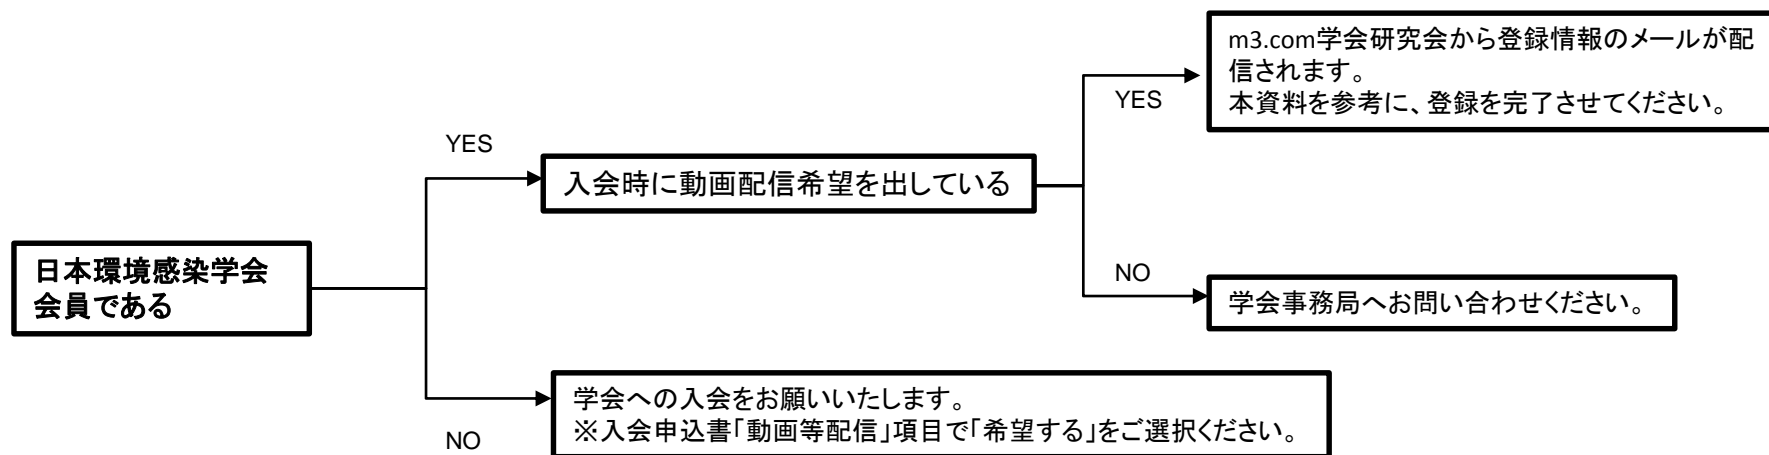 日本環境感染学会
会員である
YES
入会時に動画配信希望を出している
YES
m3.com学会研究会から登録情報のメールが配
信されます。
本資料を参考に、登録を完了させてください。
NO
学会事務局へお問い合わせください。
NO
学会への入会をお願いいたします。
※入会申込書「動画等配信」項目で「希望する」をご選択ください。